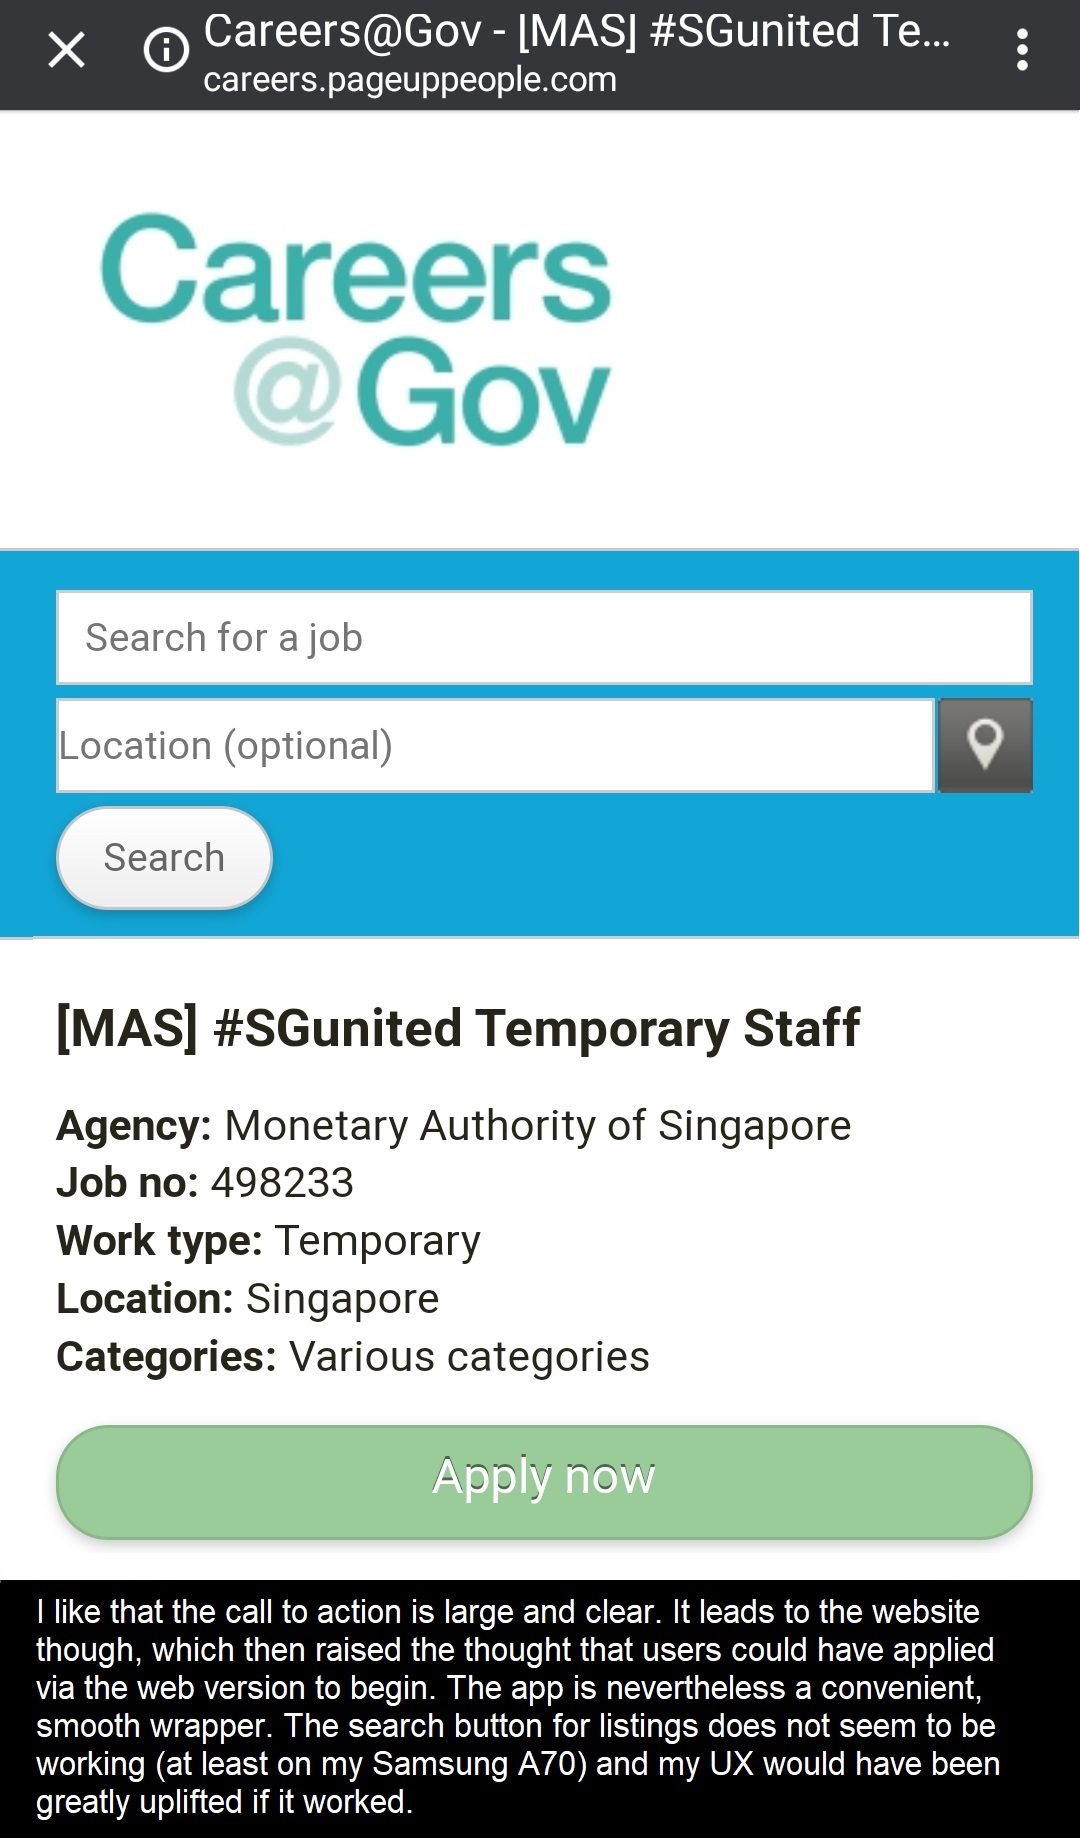 Careers@Gov - [MAS] #SGunited Te...
careers.pageuppeople.com
Careers
@Gov
Search for a job
Location (optional)
Search
[MAS] #SGunited Temporary Staff
Agency: Monetary Authority of Singapore
Job no: 498233
Work type: Temporary
Location: Singapore
Categories: Various categories
Apply now
I like that the call to action is large and clear. It leads to the website
though, which then raised the thought that users could have applied
via the web version to begin. The app is nevertheless a convenient,
smooth wrapper. The search button for listings does not seem to be
working (at least on my Samsung A70) and my UX would have been
greatly uplifted if it worked.